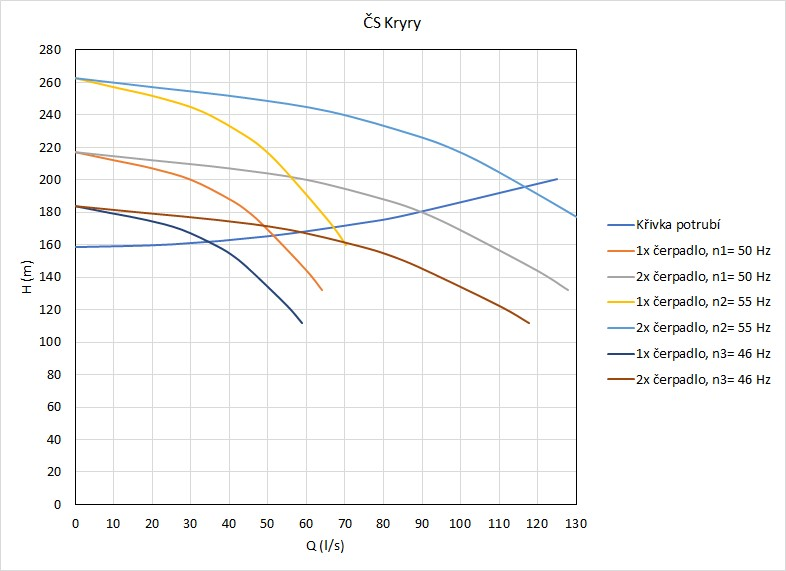 ČS Kryry
280
260
240
220
200
180
160
140
120
100
80
60
40
20
0
H (m)
0 10 20 30 40 50 60 70 80 90 100 110 120 130
Q (l/s)
Křivka potrubí
1x čerpadlo, n1= 50 Hz
2x čerpadlo, n1= 50 Hz
1x čerpadlo, n2= 55 Hz
2x čerpadlo, n2= 55 Hz
1x čerpadlo, n3= 46 Hz
2x čerpadlo, n3= 46 Hz